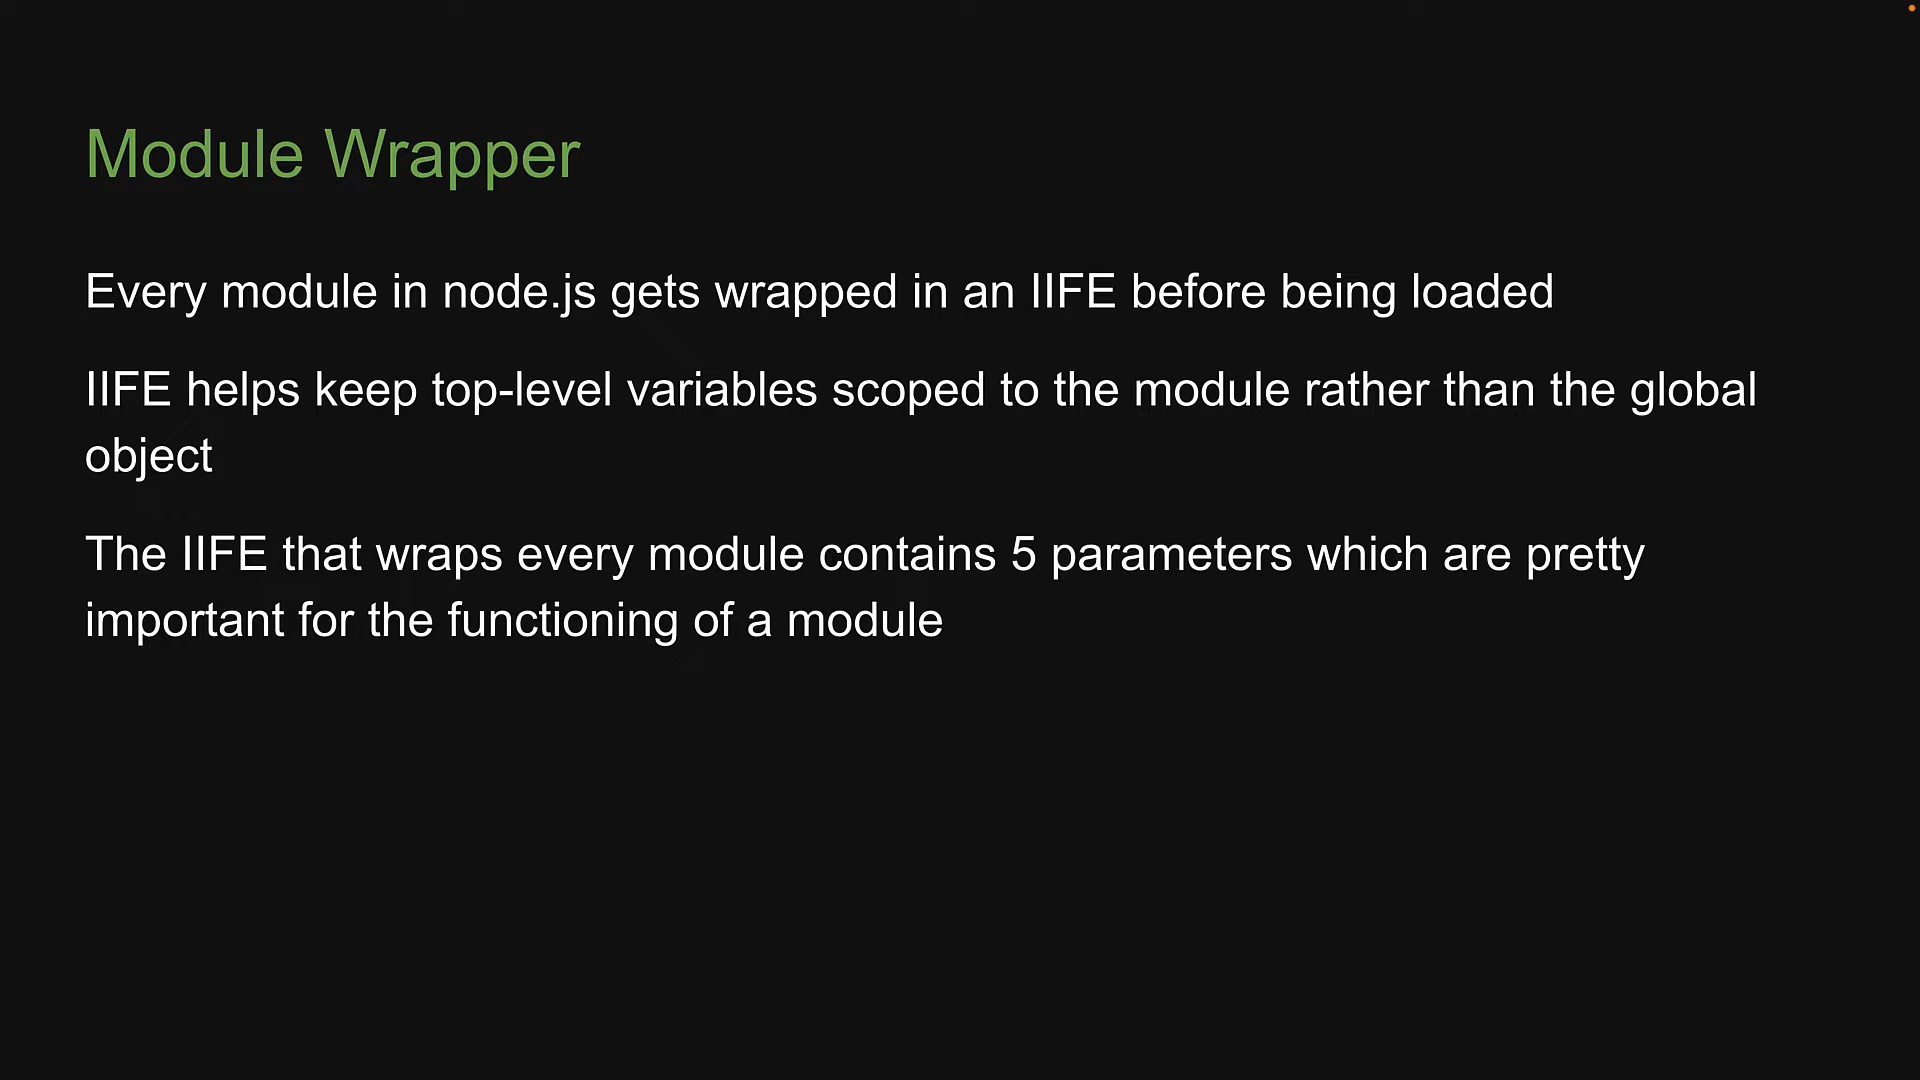 Module Wrapper
Every module in node.js gets wrapped in an IIFE before being loaded
IIFE helps keep top-level variables scoped to the module rather than the global
object
The IIFE that wraps every module contains 5 parameters which are pretty
important for the functioning of a module